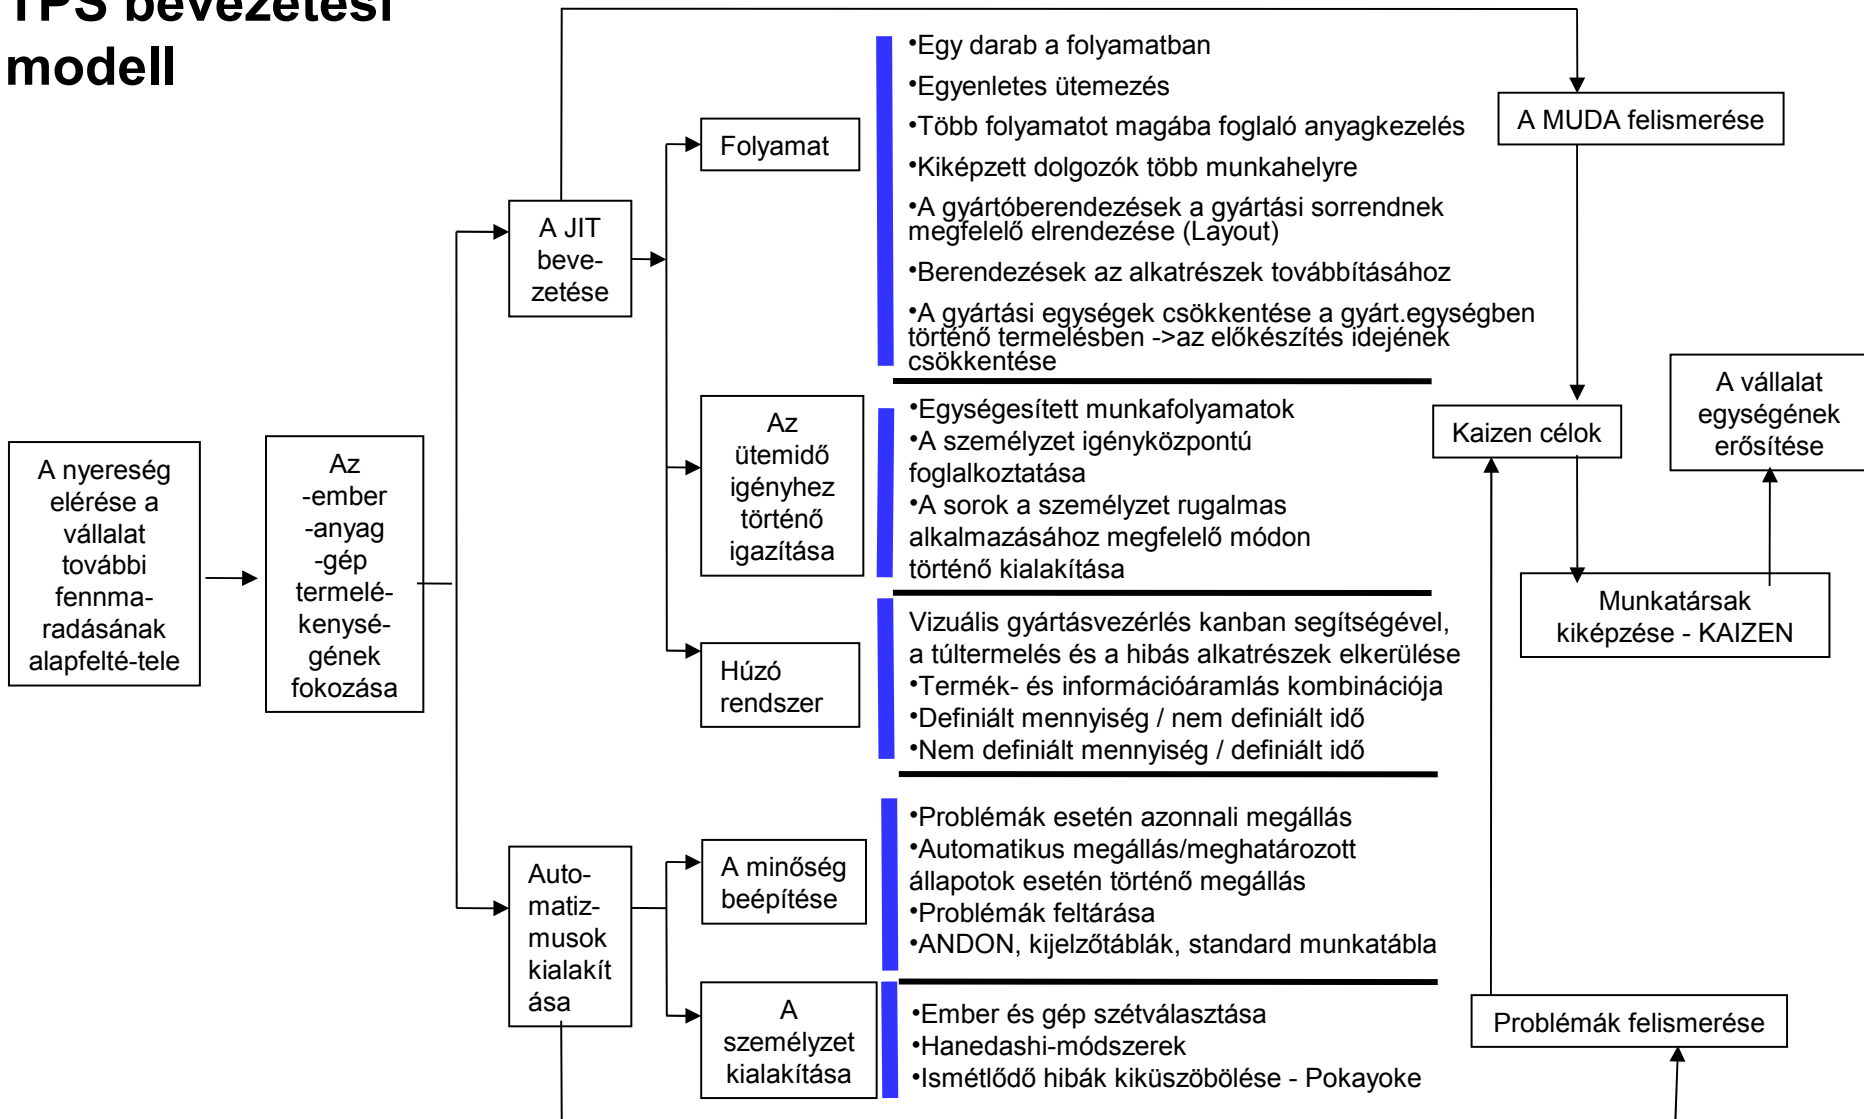 TPS bevezetési
modell
A nyereség
elérése a
vállalat
további
fennma-
radásának
alapfelté-tele
Az
-ember
-anyag
-gép
termelé-
kenysé-
gének
fokozása
A JIT
beve-
zetése
Folyamat
•Egy darab a folyamatban
•Egyenletes ütemezés
•Több folyamatot magába foglaló anyagkezelés
•Kiképzett dolgozók több munkahelyre
•A gyártóberendezések a gyártási sorrendnek
megfelelő elrendezése (Layout)
•Berendezések az alkatrészek továbbításához
•A gyártási egységek csökkentése a gyárt.egységben
történő termelésben ->az előkészítés idejének
csökkentése
Az
ütemidő
igényhez
történő
igazítása
•Egységesített munkafolyamatok
•A személyzet igényközpontú
foglalkoztatása
•A sorok a személyzet rugalmas
alkalmazásához megfelelő módon
történő kialakítása
Húzó
rendszer
Vizuális gyártásvezérlés kanban segítségével,
a túltermelés és a hibás alkatrészek elkerülése
•Termék- és információáramlás kombinációja
•Definiált mennyiség / nem definiált idő
•Nem definiált mennyiség / definiált idő
Auto-
matiz-
musok
kialakít
ása
A minőség
beépítése
•Problémák esetén azonnali megállás
•Automatikus megállás/meghatározott
állapotok esetén történő megállás
•Problémák feltárása
•ANDON, kijelzőtáblák, standard munkatábla
A
személyzet
kialakítása
•Ember és gép szétválasztása
•Hanedashi-módszerek
•Ismétlődő hibák kiküszöbölése - Pokayoke
A MUDA felismerése
Kaizen célok
A vállalat
egységének
erősítése
Munkatársak
kiképzése - KAIZEN
Problémák felismerése